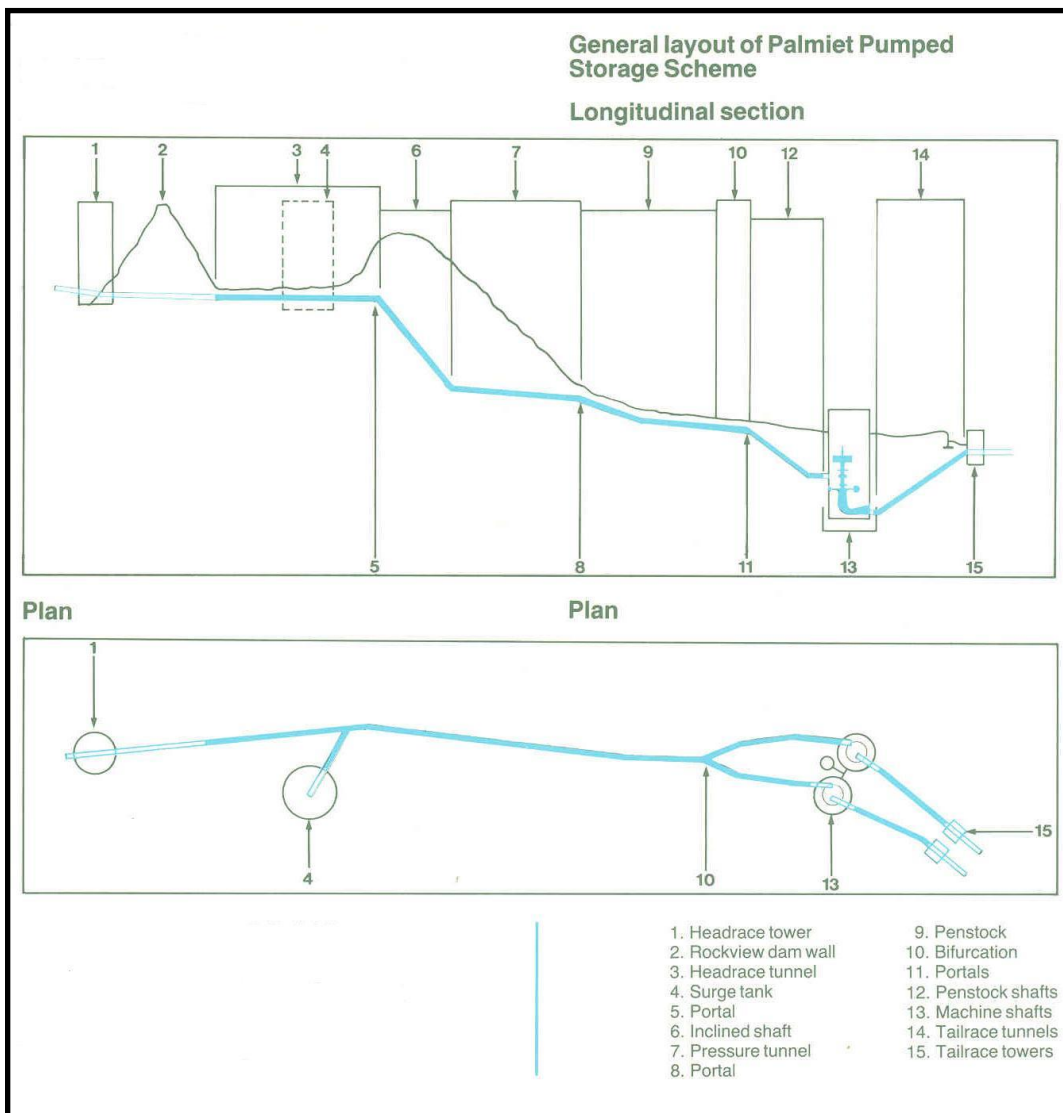 General layout of Palmiet Pumped
Storage Scheme
Longitudinal section
1 2 3 4 6 7 9 10 12 14
5 8 11 13 15
Plan Plan
1
15
4 10 13
1. Headrace tower
2. Rockview dam wall
3. Headrace tunnel
4. Surge tank
5. Portal
6. Inclined shaft
7. Pressure tunnel
8. Portal
9. Penstock
10. Bifurcation
11. Portals
12. Penstock shafts
13. Machine shafts
14. Tailrace tunnels
15. Tailrace towers